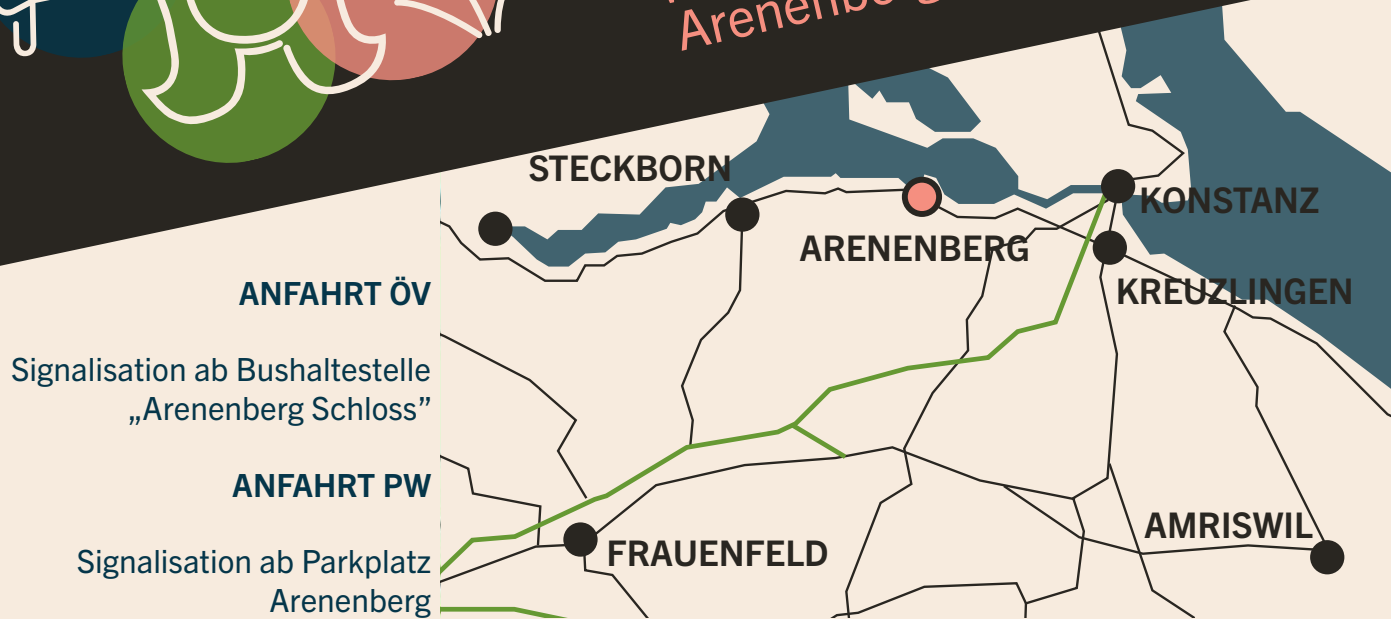 Arenenberg
STECKBORN
KONSTANZ
ARENENBERG
KREUZLINGEN
ANFAHRT ÖV
Signalisation ab Bushaltestelle
„Arenenberg Schloss”
ANFAHRT PW
Signalisation ab Parkplatz
Arenenberg
AMRISWIL
FRAUENFELD